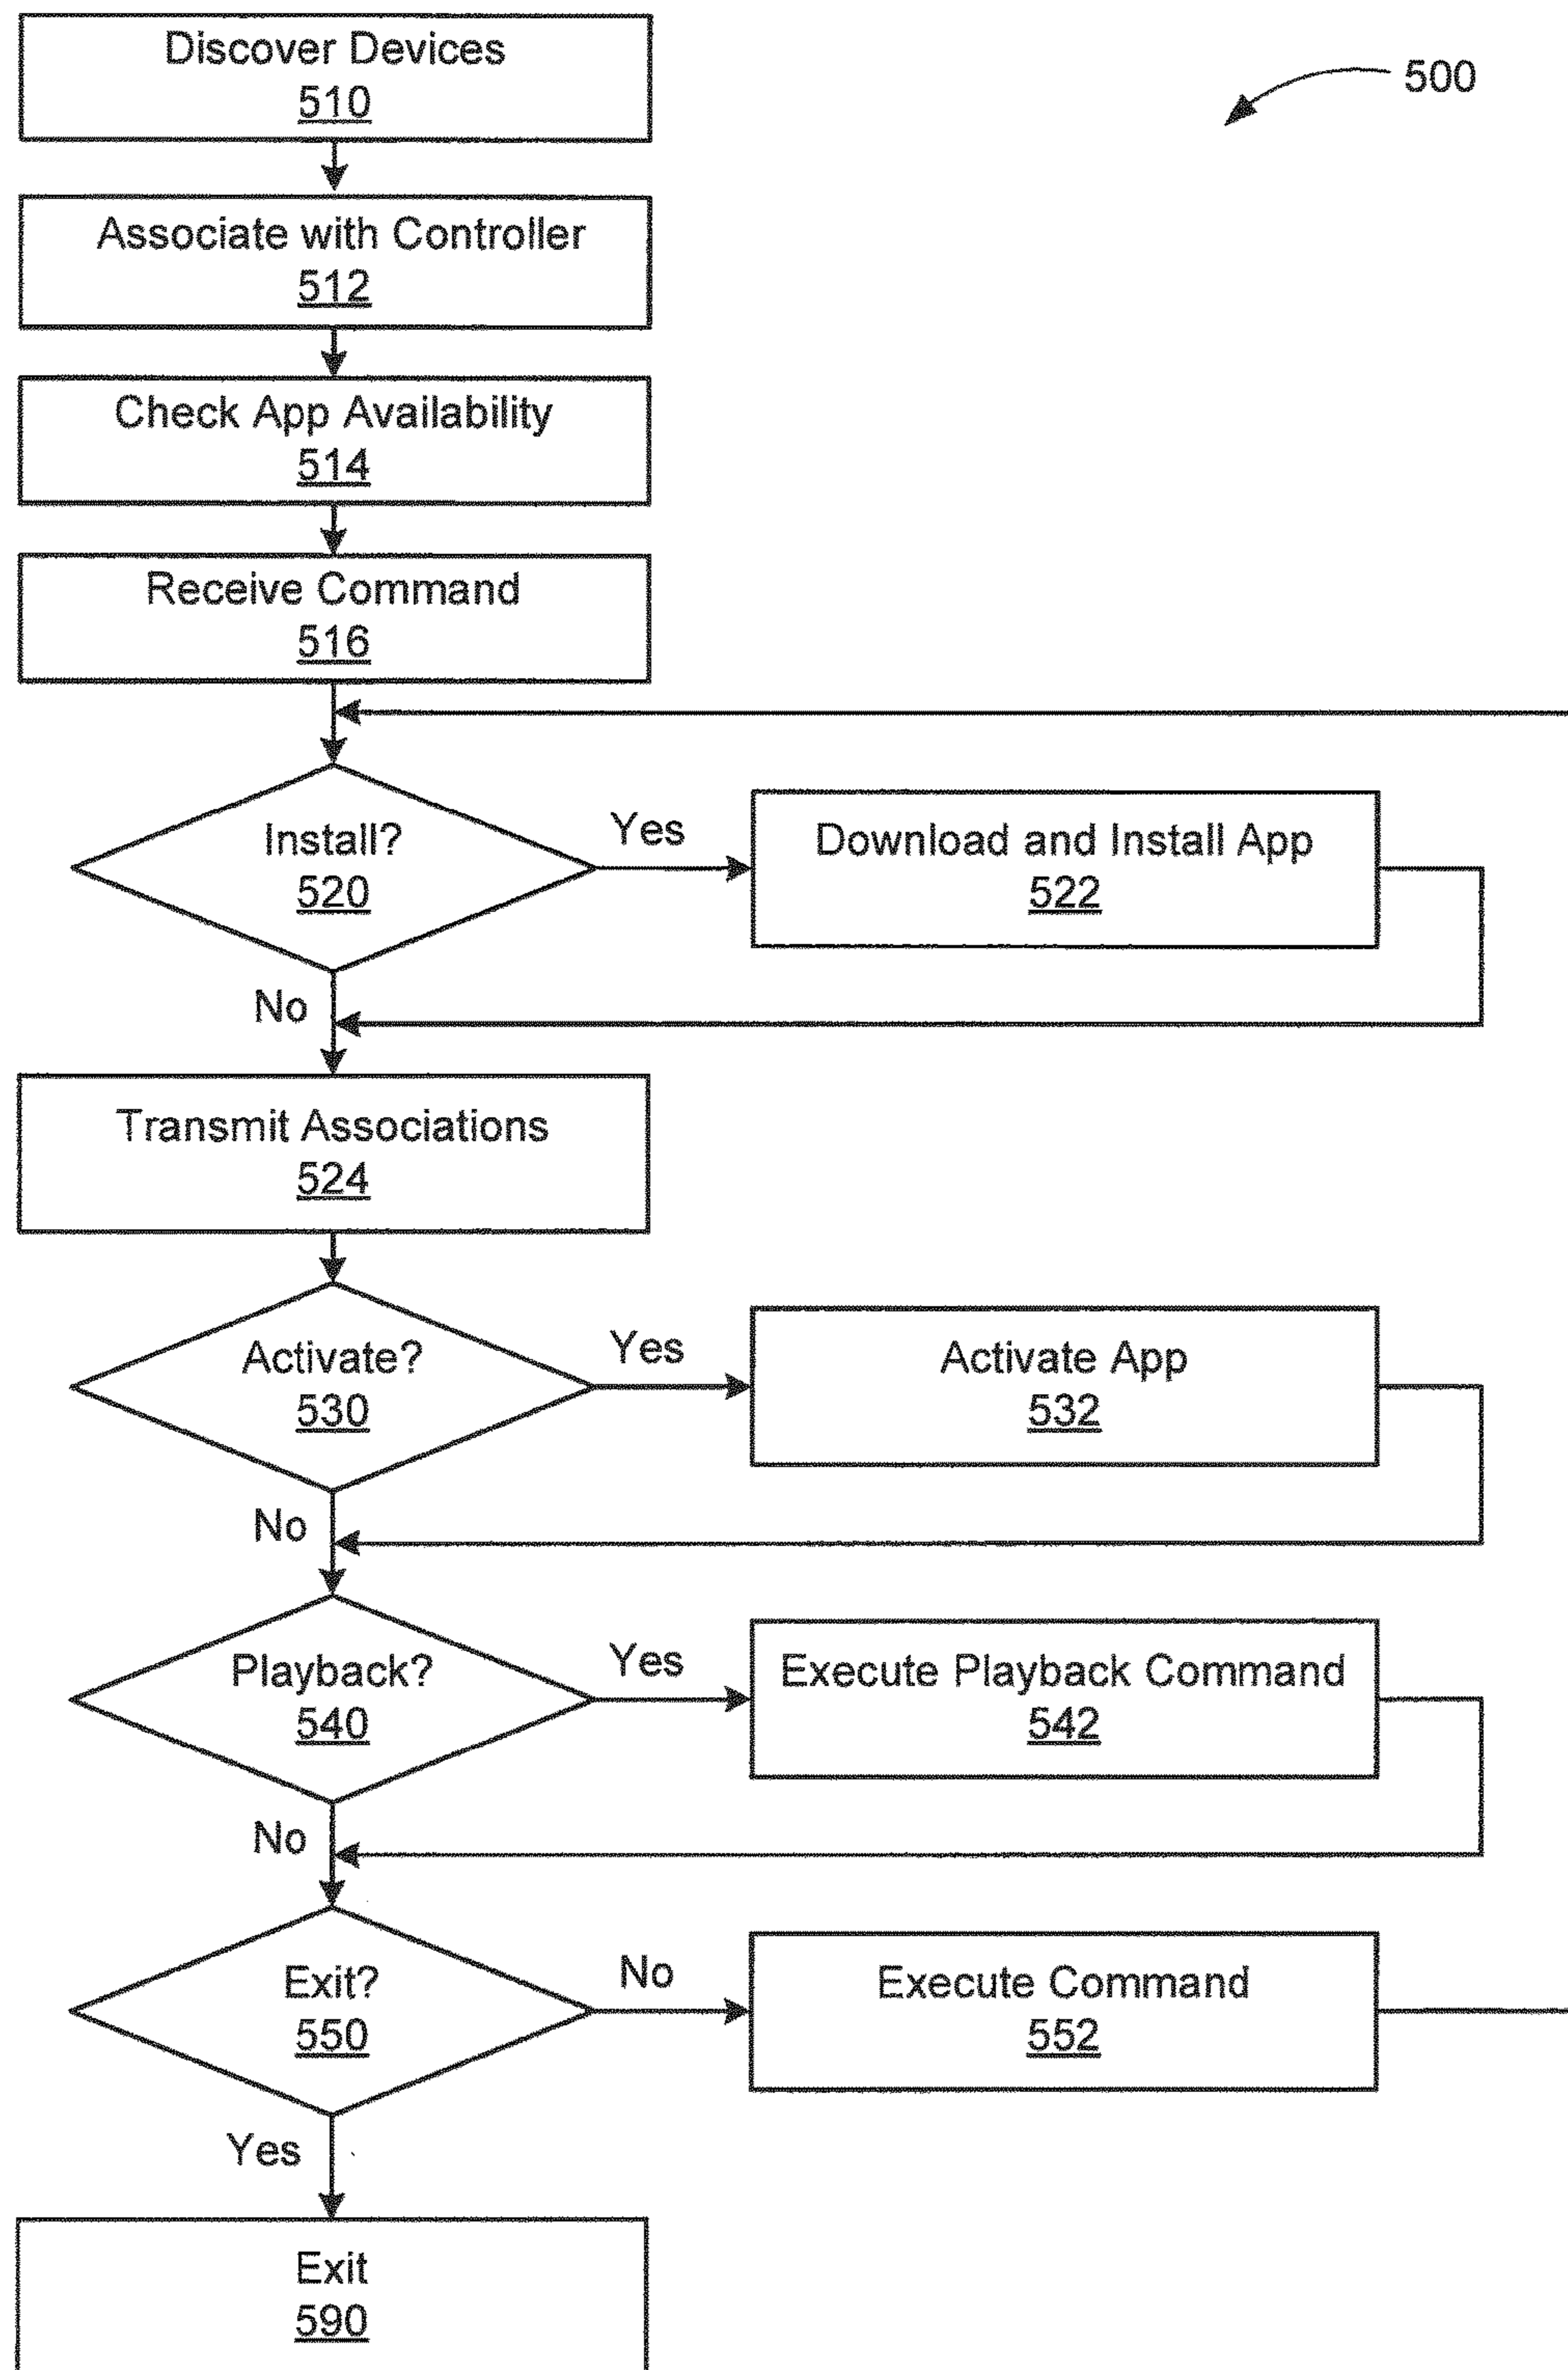 Discover Devices
510
500
Associate with Controller
512
Check App Availability
514
Receive Command
516
Install?
520
Yes
Download and Install App
522
No
Transmit Associations
524
Activate?
530
Yes
Activate App
532
No
Playback?
540
Yes
Execute Playback Command
542
No
Exit?
550
No
Execute Command
552
Yes
Exit
590